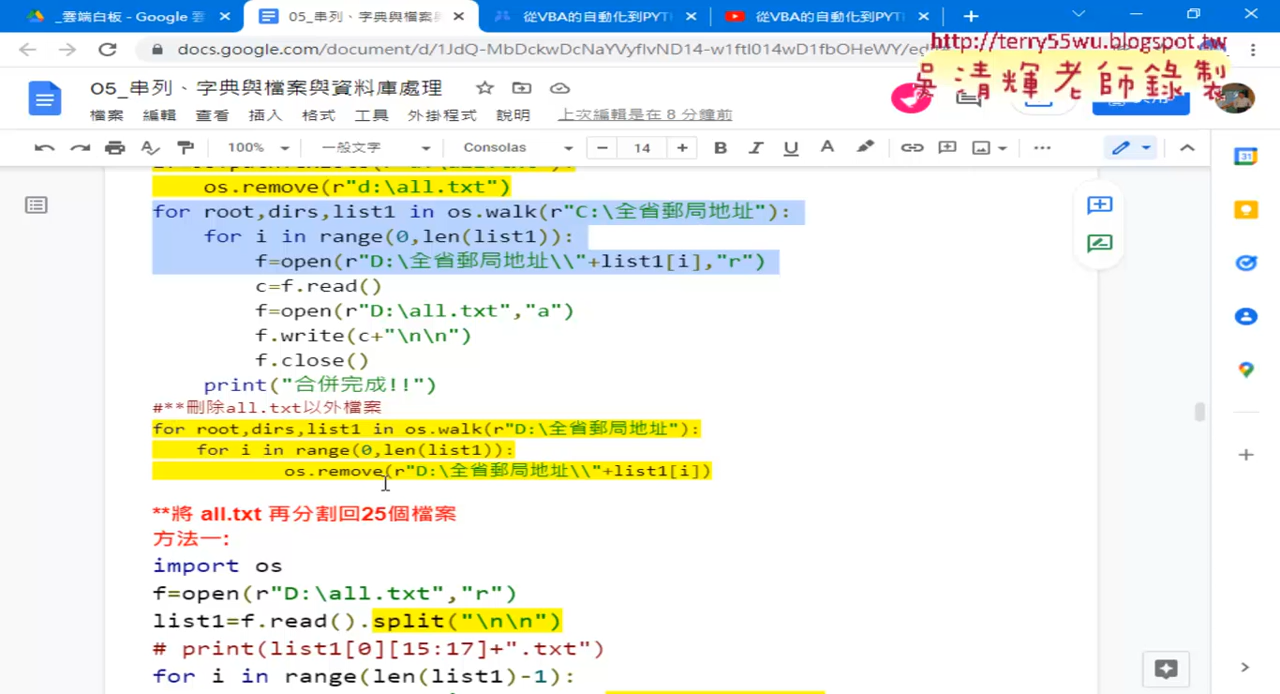 _雲端白板 - Google 雲
05_串列、字典與檔案與
從VBA的自動化到PYT
從VBA的自動化到PYT
docs.google.com/document/d/1JdQ-MbDckwDcNaYVyflvND14-w1ftI014wD1fbOHeWY/ed
http://terry55wu.blogspot.tw
吳清輝老師錄製
05_串列、字典與檔案與資料庫處理
檔案 編輯 查看 插入 格式 工具 外掛程式 說明 上次編輯是在 8 分鐘前
100% 一般文字 Consolas 14 B I U A
os.remove(r"d:\all.txt")
for root,dirs,list1 in os.walk(r"C:\全省郵局地址"):
for i in range(0,len(list1)):
f=open(r"D:\全省郵局地址\\"+list1[i],"r")
c=f.read()
f=open(r"D:\all.txt","a")
f.write(c+"\n\n")
f.close()
print("合併完成!!")
#**刪除all.txt以外檔案
for root,dirs,list1 in os.walk(r"D:\全省郵局地址"):
for i in range(0,len(list1)):
os.remove(r"D:\全省郵局地址\\"+list1[i])
**將 all.txt 再分割回25個檔案
方法一:
import os
f=open(r"D:\all.txt","r")
list1=f.read().split("\n\n")
# print(list1[0][15:17]+".txt")
for i in range(len(list1)-1):